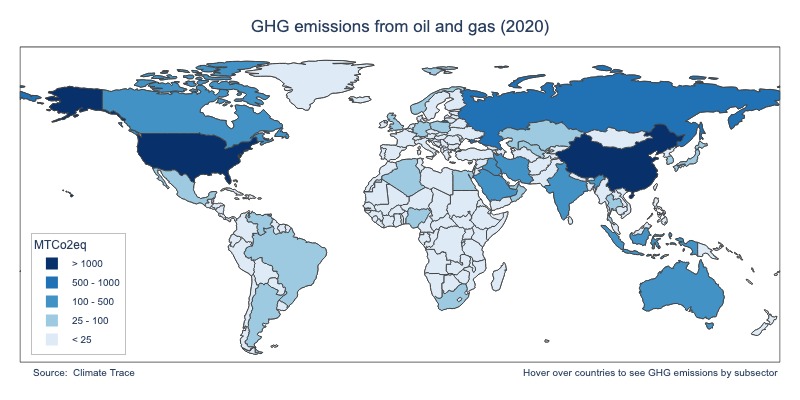 GHG emissions from oil and gas (2020)
MTCo2eq
> 1000
500 - 1000
100 - 500
25 - 100
< 25
Source: Climate Trace
Hover over countries to see GHG emissions by subsector